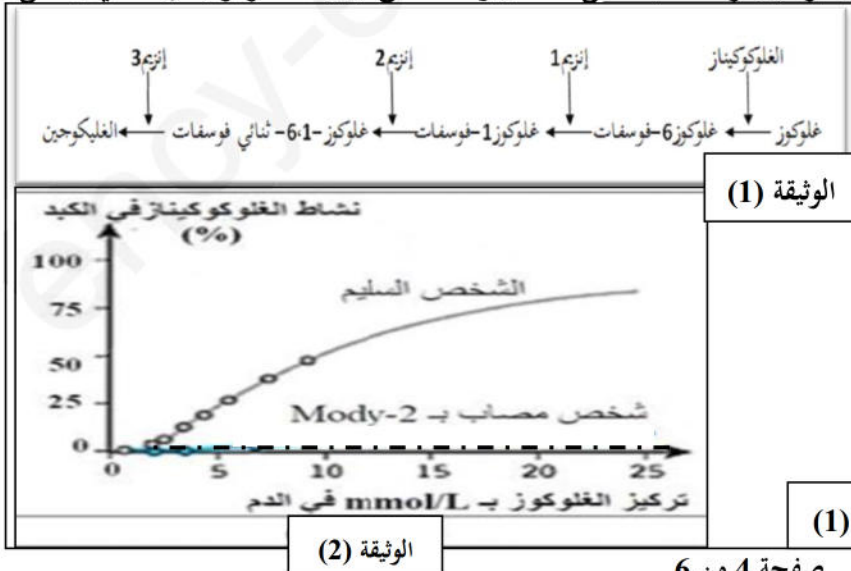 إنزيم3 إنزيم2 إنزيم1 الغلوكوكيناز
غلوكوز غلوكوز6-فوسفات غلوكوز1-فوسفات غلوكوز-1،6- ثنائي فوسفات الغليكوجين
الوثيقة (1)
نشاط الغلوكوكيناز في الكبد
(%)
100
الشخص السليم
75
50
شخص مصاب بـ Mody-2
25
0
0 5 10 15 20 25
تركيز الغلوكوز بـ mmol/L في الدم
(1)
الوثيقة (2)
صفحة 4 من 6